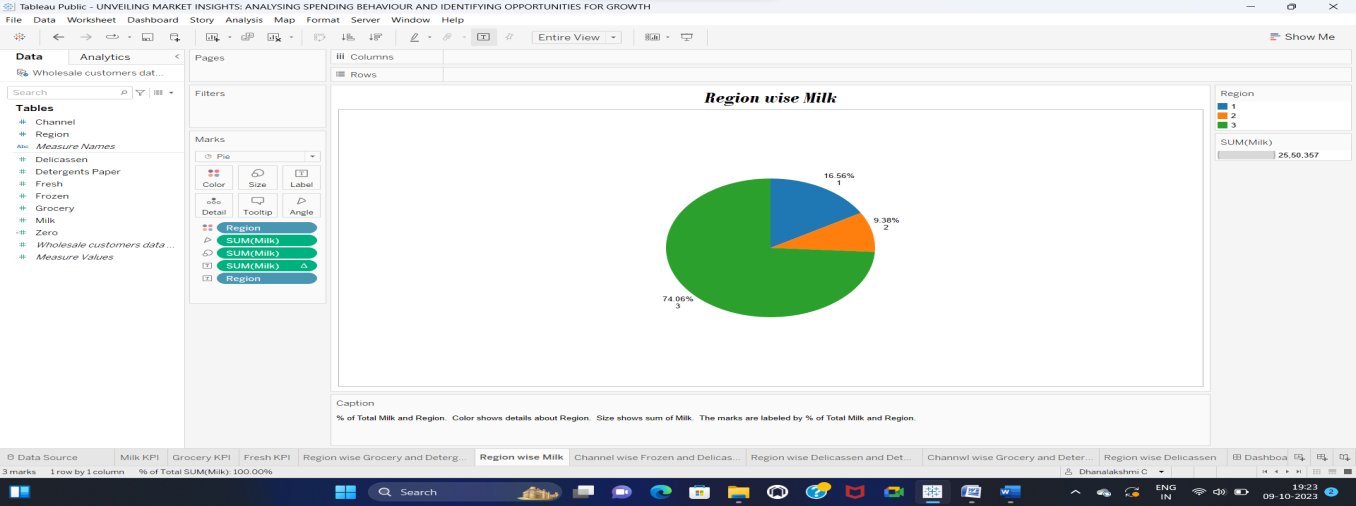 Tableau Public - UNVEILING MARKET INSIGHTS: ANALYSING SPENDING BEHAVIOUR AND IDENTIFYING OPPORTUNITIES FOR GROWTH
File Data Worksheet Dashboard Story Analysis Map Format Server Window Help
Entire View
Show Me
Data Analytics
Wholesale customers dat...
Search
Tables
Channel
Region
Abc Measure Names
Delicassen
Detergents Paper
Fresh
Frozen
Grocery
Milk
Zero
Wholesale customers data ...
Measure Values
Pages
Filters
Marks
Pie
Color Size Label
Detail Tooltip Angle
Region
SUM(Milk)
SUM(Milk)
SUM(Milk)
Region
Columns
Rows
Region wise Milk
16.56%
1
9.38%
2
74.06%
3
Region
1
2
3
SUM(Milk)
25,50,357
Caption
% of Total Milk and Region. Color shows details about Region. Size shows sum of Milk. The marks are labeled by % of Total Milk and Region.
Data Source Milk KPI Grocery KPI Fresh KPI Region wise Grocery and Deterg... Region wise Milk Channel wise Frozen and Delicas... Region wise Delicassen and Det... Channwl wise Grocery and Deter... Region wise Delicassen Dashboa
3 marks 1 row by 1 column % of Total SUM(Milk): 100.00% Dhanalakshmi C
Search
ENG
IN
19:23
09-10-2023
2